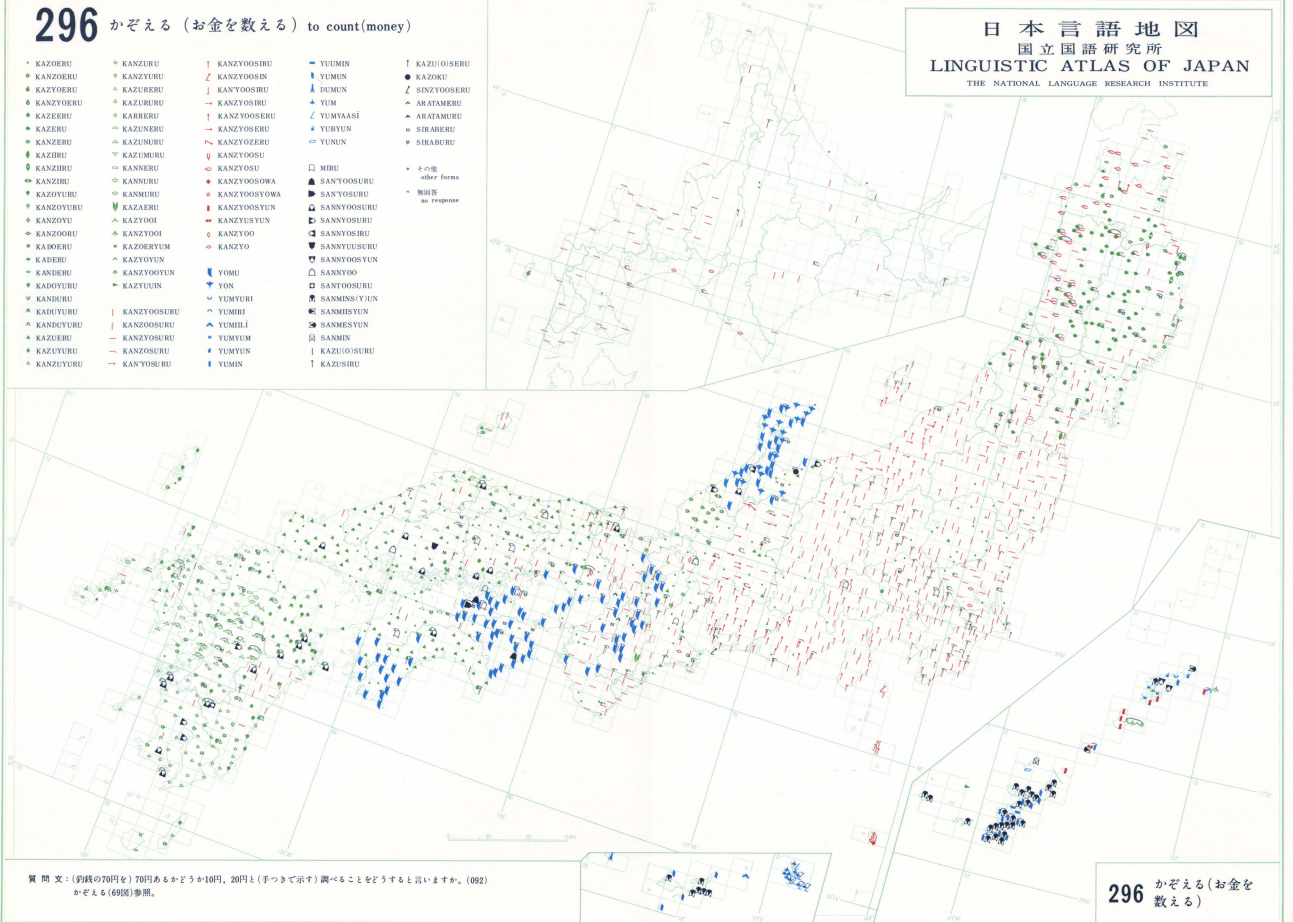 296 かぞえる (お金を数える) to count(money)
KAZOERU
KANZOERU
KAZYOERU
KANZYOERU
KAZEERU
KAZERU
KANZERU
KAZIIRU
KANZIIRU
KANZIRU
KAZOYURU
KANZOYURU
KANZOYU
KANZOORU
KADOERU
KADERU
KANDERU
KADOYURU
KANDURU
KADUYURU
KANDUYURU
KAZUERU
KAZUYURU
KANZUYURU
KANZURU
KANZYURU
KAZURERU
KAZURURU
KARRERU
KAZUNERU
KAZUNURU
KAZUMURU
KANNERU
KANNURU
KANMURU
KAZAERU
KAZYOOI
KANZYOOI
KAZOERYUM
KAZYOYUN
KANZYOOYUN
KAZYUUIN
KANZYOOSURU
KANZOOSURU
KANZYOSURU
KANZOSURU
KAN'YOSURU
KANZYOOSIRU
KANZYOOSIN
KAN'YOOSIRU
KANZYOSIRU
KANZYOOSERU
KANZYOSERU
KANZYOZERU
KANZYOOSU
KANZYOSU
KANZYOOSOWA
KANZYOOSYOWA
KANZYOOSYUN
KANZYUSYUN
KANZYOO
KANZYO
YOMU
YON
YUMYURI
YUMIRI
YUMIILÏ
YUMYUM
YUMYUN
YUMIN
YUUMIN
YUMUN
DUMUN
YUM
YUMYAASÏ
YUBYUN
YUNUN
MIRU
SAN'YOOSURU
SAN'YOSURU
SANNYOOSURU
SANNYOSURU
SANNYOSIRU
SANNYUUSURU
SANNYOOSYUN
SANNYOO
SANTOOSURU
SANMINS(Y)UN
SANMIISYUN
SANMESYUN
SANMIN
KAZU(O)SURU
KAZUSIRU
KAZU(O)SERU
KAZOKU
SINZYOOSERU
ARATAMERU
ARATAMURU
SIRABERU
SIRABURU
その他
other forms
無回答
no response
日本言語地図
国立国語研究所
LINGUISTIC ATLAS OF JAPAN
THE NATIONAL LANGUAGE RESEARCH INSTITUTE
質問文:(釣銭の70円を) 70円あるかどうか10円, 20円と(手つきで示す) 調べることをどうすると言いますか。(092)
かぞえる(69図)参照。
296 かぞえる(お金を
数える)